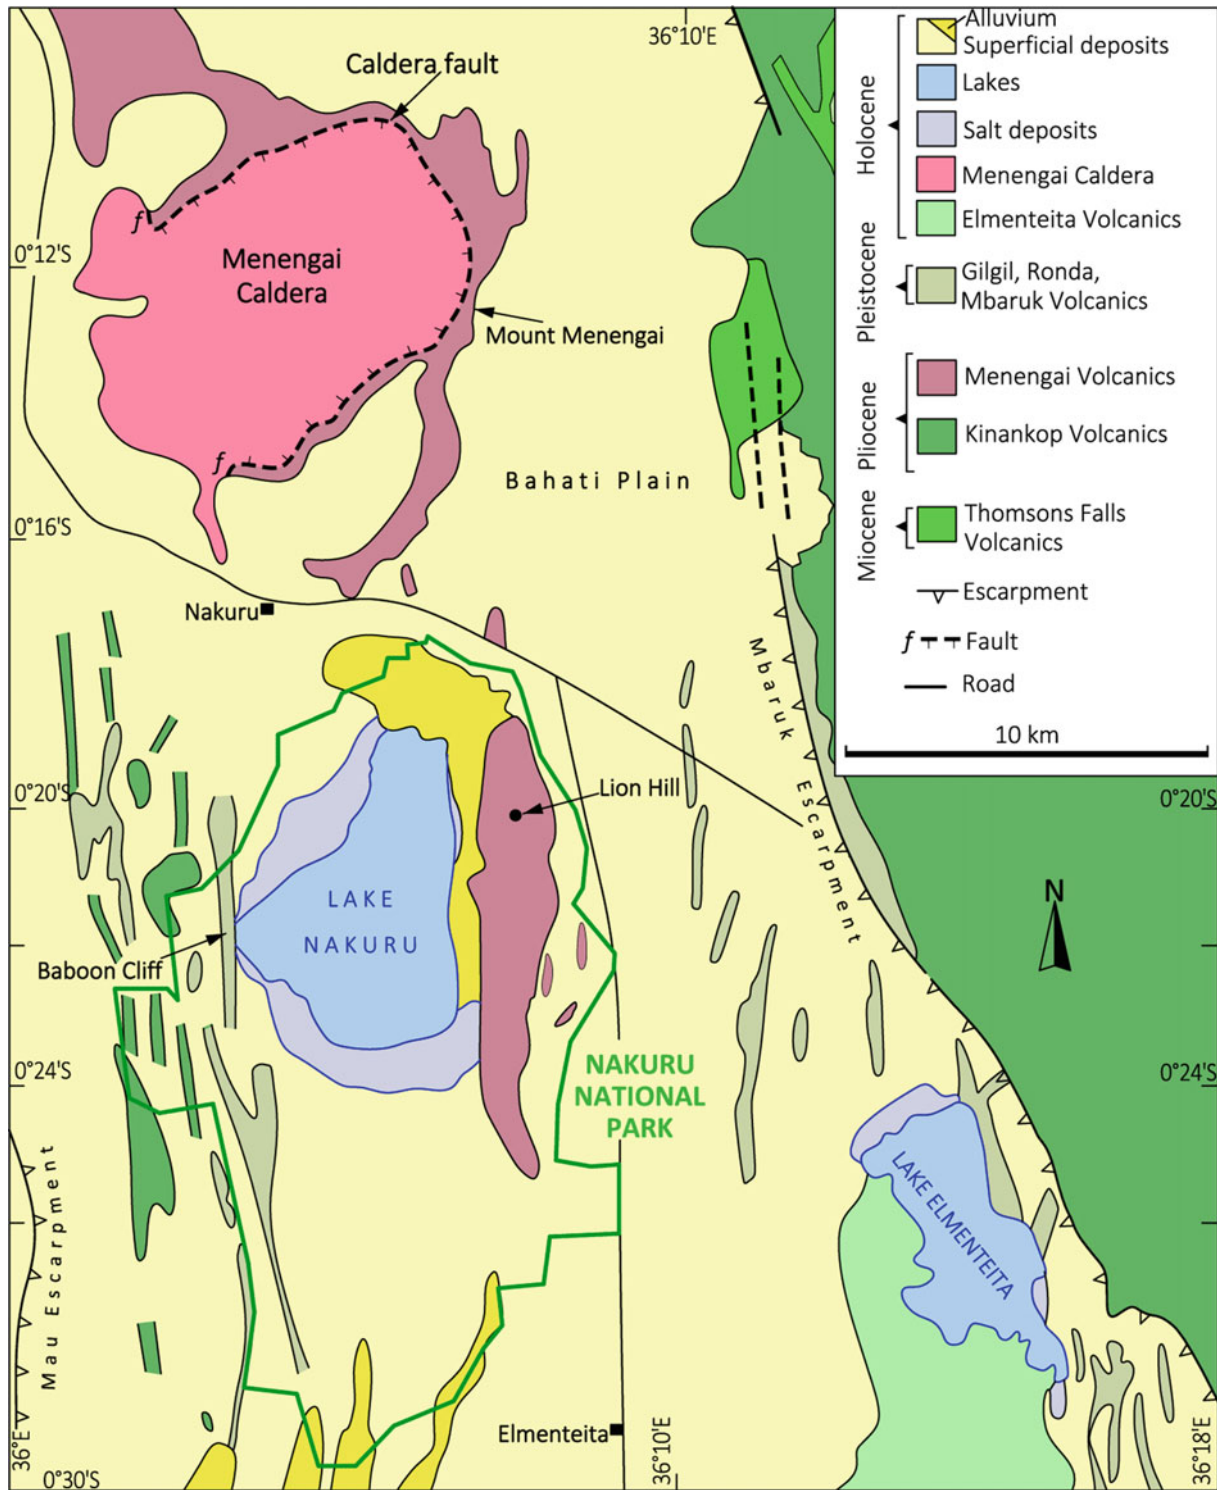 36°10'E
Caldera fault
f
0°12'S
Menengai
Caldera
Mount Menengai
Bahati Plain
f
0°16'S
Nakuru
Mbaruk Escarpment
Lion Hill
0°20'S
0°20'S
LAKE
NAKURU
Baboon Cliff
N
0°24'S
0°24'S
NAKURU
NATIONAL
PARK
LAKE ELMENTEITA
Mau Escarpment
Elmenteita
36°E
0°30'S
36°10'E
36°18'E
Holocene
Alluvium
Superficial deposits
Lakes
Salt deposits
Menengai Caldera
Elmenteita Volcanics
Pleistocene
Gilgil, Ronda,
Mbaruk Volcanics
Pliocene
Menengai Volcanics
Kinankop Volcanics
Miocene
Thomsons Falls
Volcanics
Escarpment
f Fault
Road
10 km